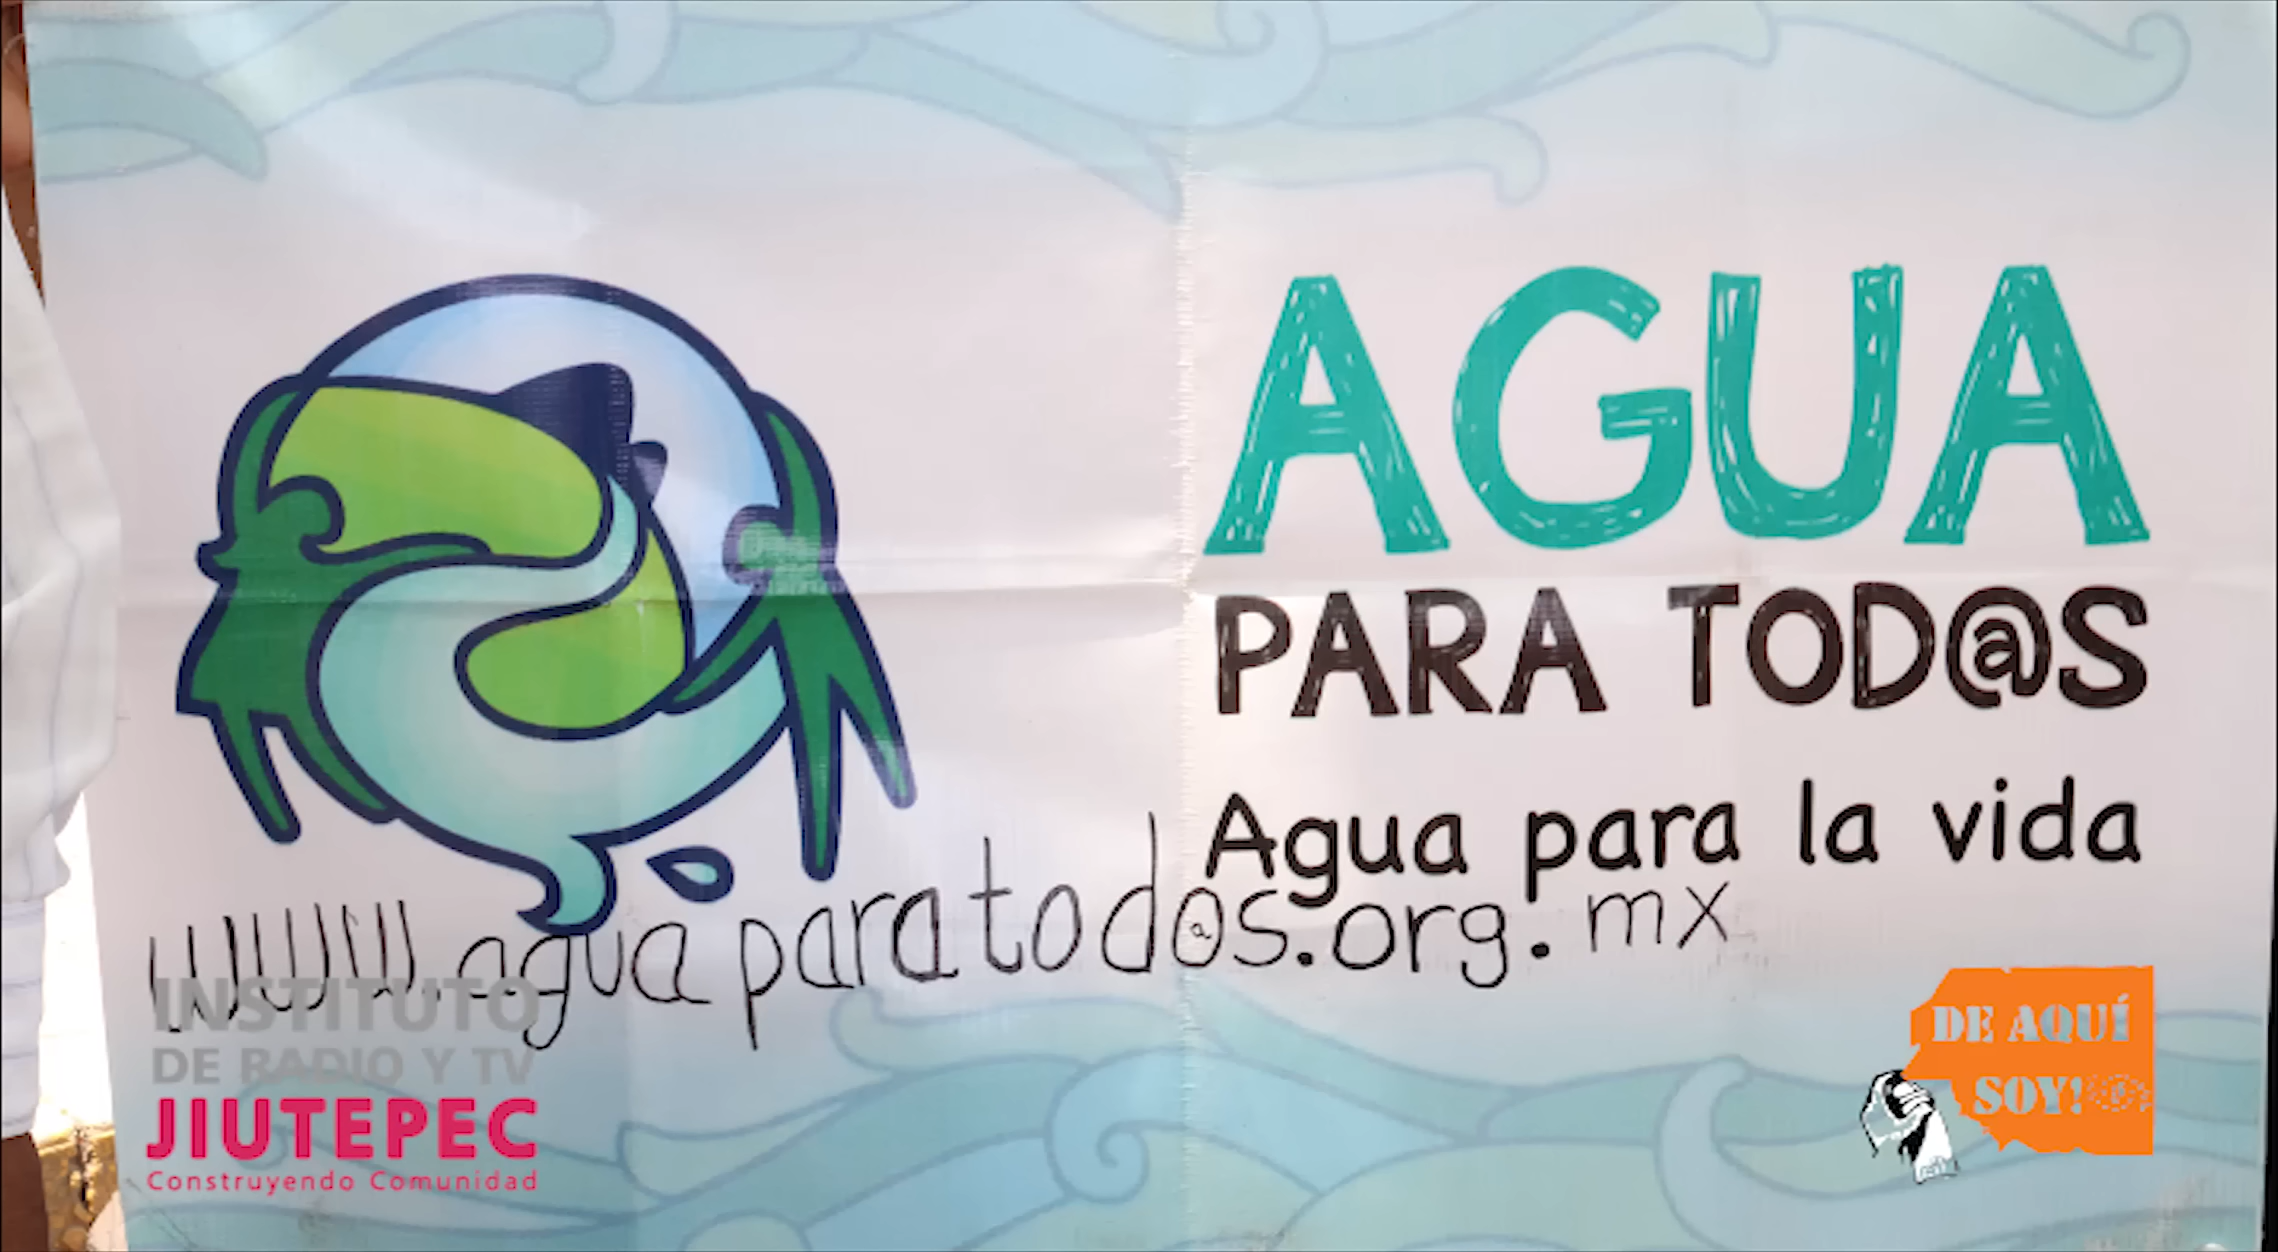 AGUA
PARA TOD@S
Agua para la vida
www.aguaparatodos.org.mx
INSTITUTO
DE RADIO Y TV
JIUTEPEC
Construyendo Comunidad
DE AQUÍ
SOY!